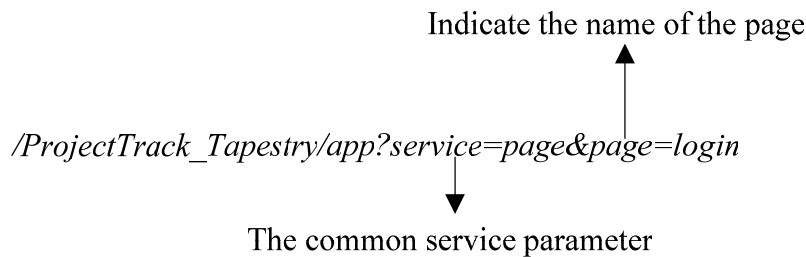 Indicate the name of the page
/ProjectTrack_Tapestry/app?service=page&page=login
The common service parameter